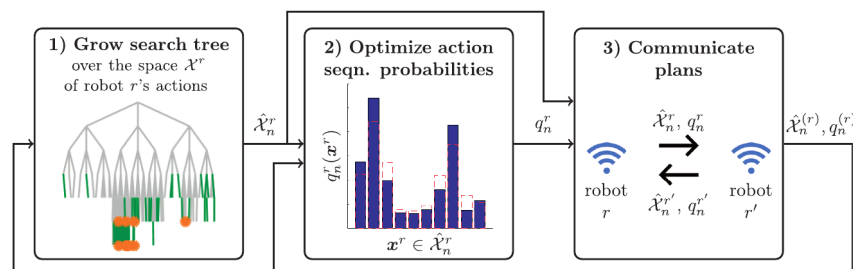 1) Grow search tree
over the space 𝒳^r
of robot r's actions
𝒳̂_n^r
2) Optimize action
seqn. probabilities
q_n^r(𝒙^r)
𝒙^r ∈ 𝒳̂_n^r
q_n^r
3) Communicate
plans
𝒳̂_n^r, q_n^r
𝒳̂_n^{r'}, q_n^{r'}
robot
r
robot
r'
𝒳̂_n^{(r)}, q_n^{(r)}